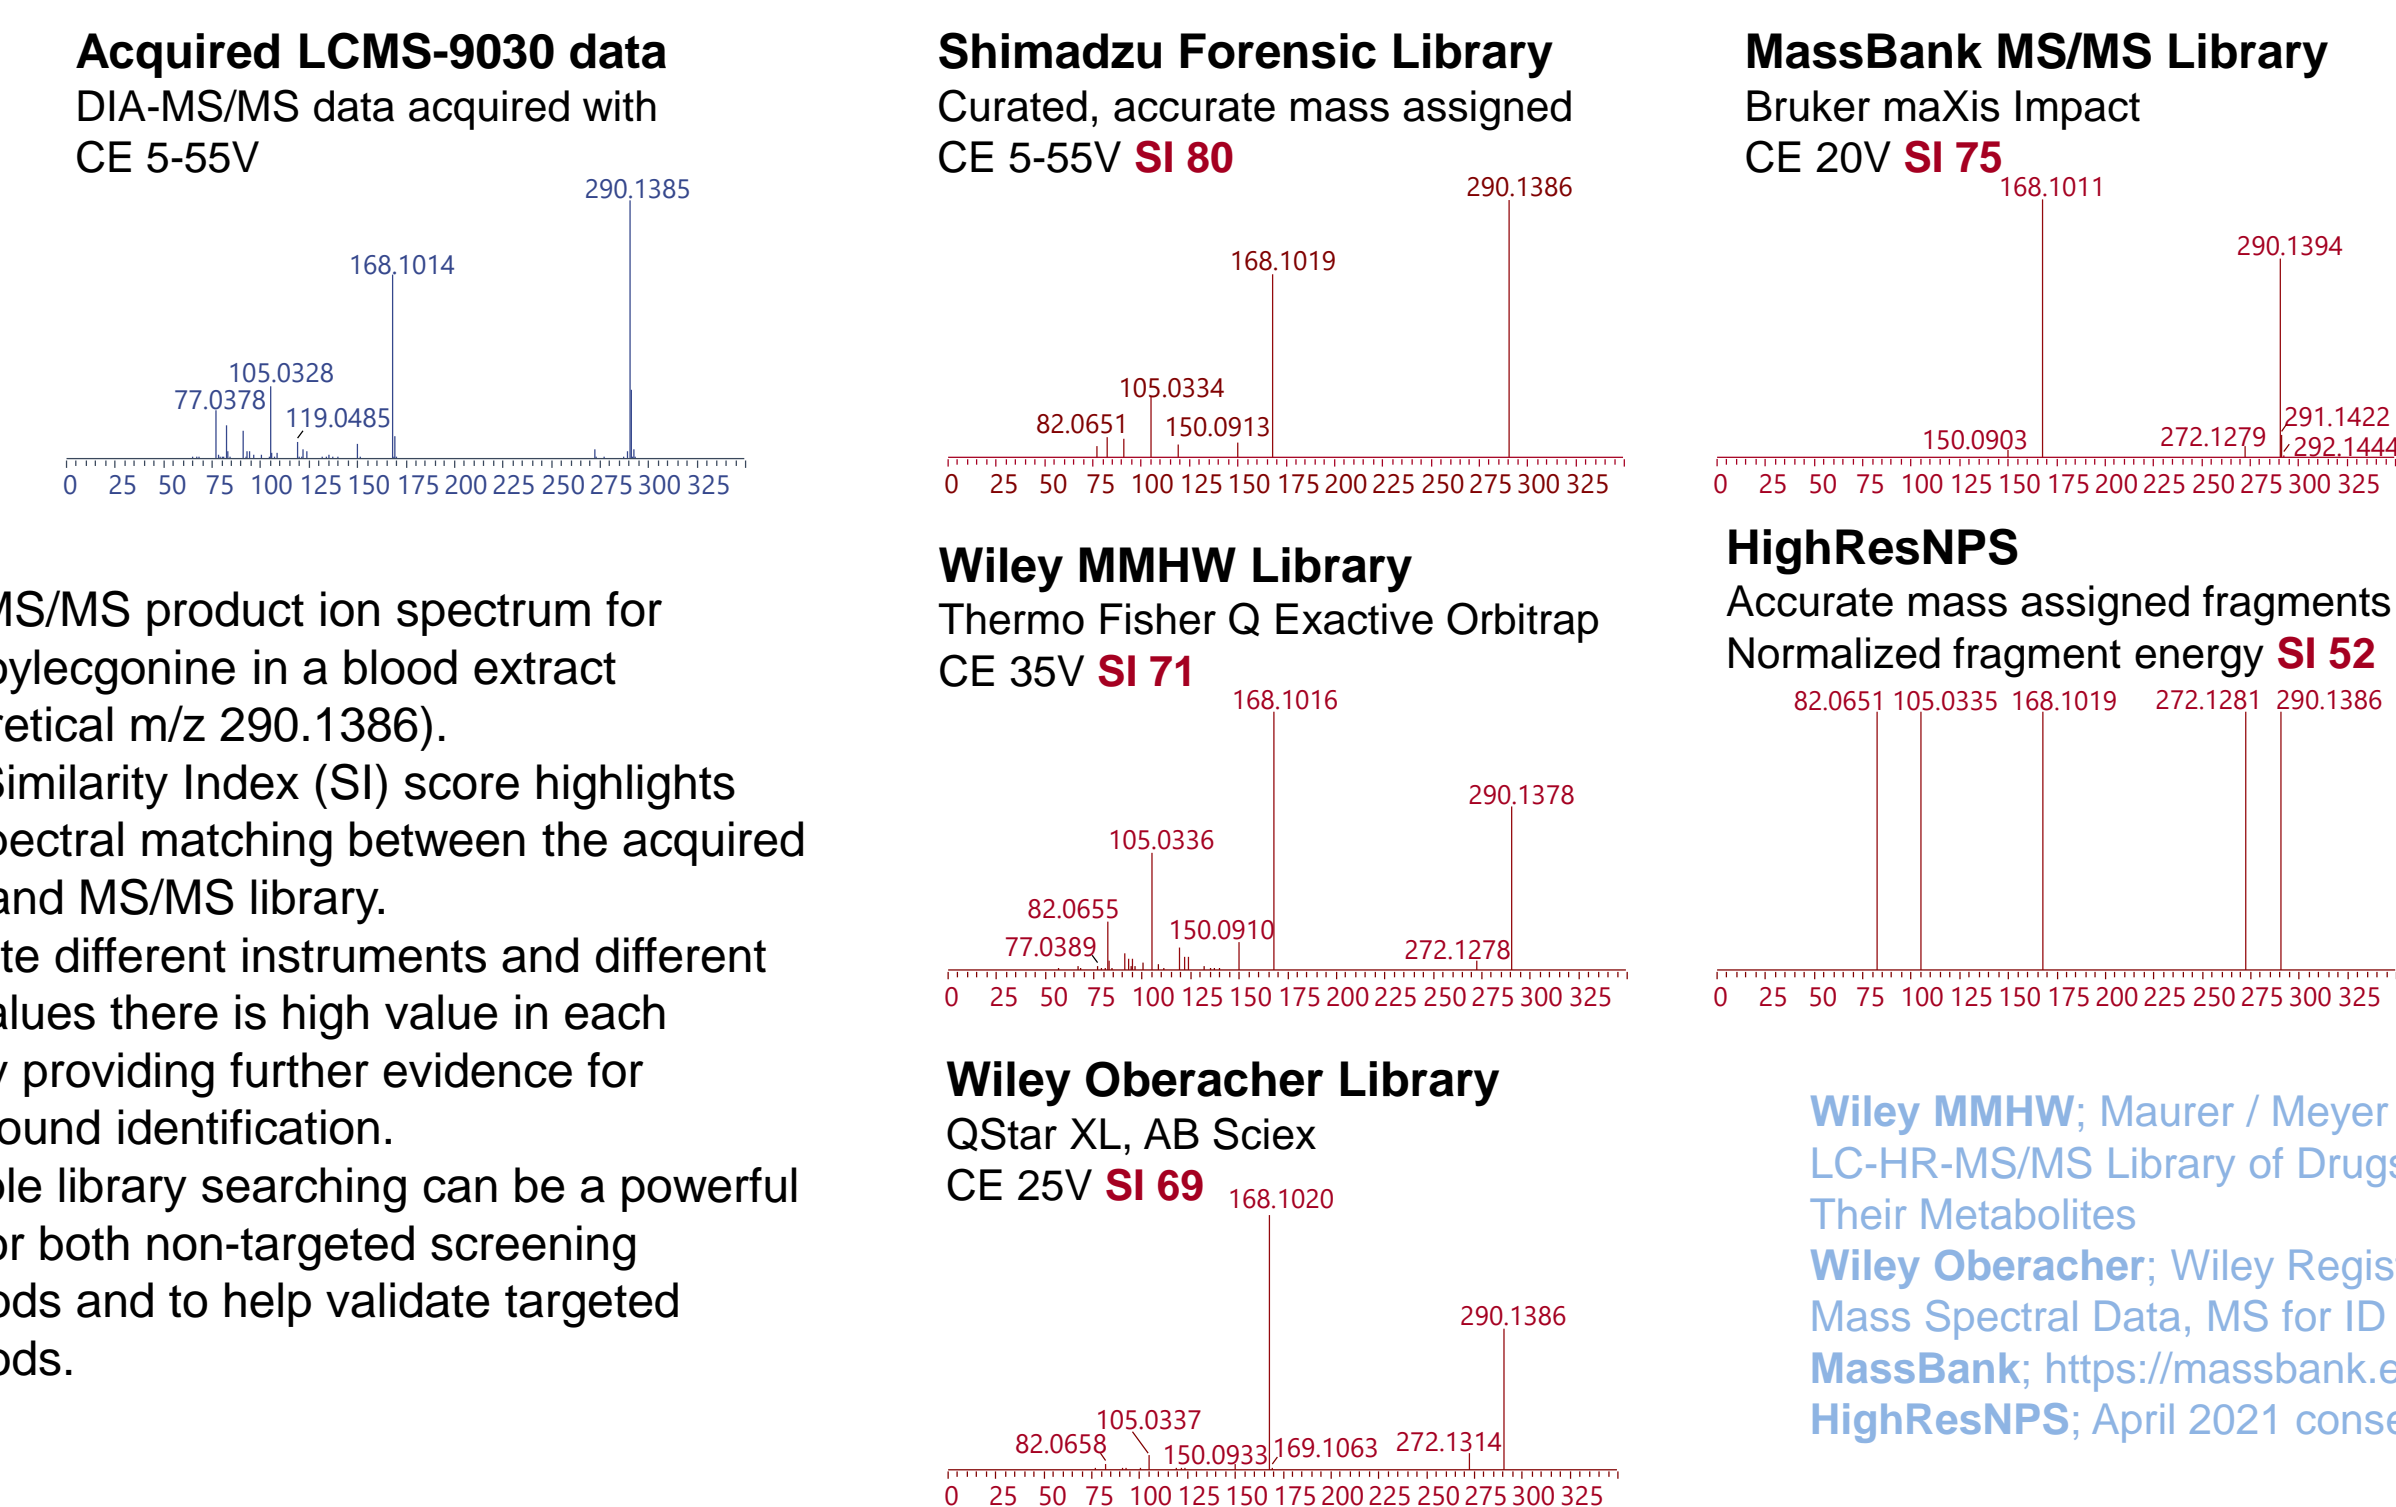 Acquired LCMS-9030 data
DIA-MS/MS data acquired with
CE 5-55V
290.1385
168.1014
105.0328
77.0378
119.0485
0 25 50 75 100 125 150 175 200 225 250 275 300 325
MS/MS product ion spectrum for
oylecgonine in a blood extract
retical m/z 290.1386).
Similarity Index (SI) score highlights
pectral matching between the acquired
and MS/MS library.
te different instruments and different
alues there is high value in each
y providing further evidence for
ound identification.
ole library searching can be a powerful
or both non-targeted screening
ods and to help validate targeted
ods.
Shimadzu Forensic Library
Curated, accurate mass assigned
CE 5-55V SI 80
290.1386
168.1019
105.0334
82.0651
150.0913
0 25 50 75 100 125 150 175 200 225 250 275 300 325
Wiley MMHW Library
Thermo Fisher Q Exactive Orbitrap
CE 35V SI 71
168.1016
290.1378
105.0336
82.0655
150.0910
77.0389
272.1278
0 25 50 75 100 125 150 175 200 225 250 275 300 325
Wiley Oberacher Library
QStar XL, AB Sciex
CE 25V SI 69
168.1020
290.1386
105.0337
82.0658
150.0933
169.1063
272.1314
0 25 50 75 100 125 150 175 200 225 250 275 300 325
MassBank MS/MS Library
Bruker maXis Impact
CE 20V SI 75
168.1011
290.1394
291.1422
150.0903
272.1279
292.1444
0 25 50 75 100 125 150 175 200 225 250 275 300 325
HighResNPS
Accurate mass assigned fragments
Normalized fragment energy SI 52
82.0651 105.0335 168.1019 272.1281 290.1386
0 25 50 75 100 125 150 175 200 225 250 275 300 325
Wiley MMHW; Maurer / Meyer
LC-HR-MS/MS Library of Drugs
Their Metabolites
Wiley Oberacher; Wiley Regis
Mass Spectral Data, MS for ID
MassBank; https://massbank.e
HighResNPS; April 2021 conse